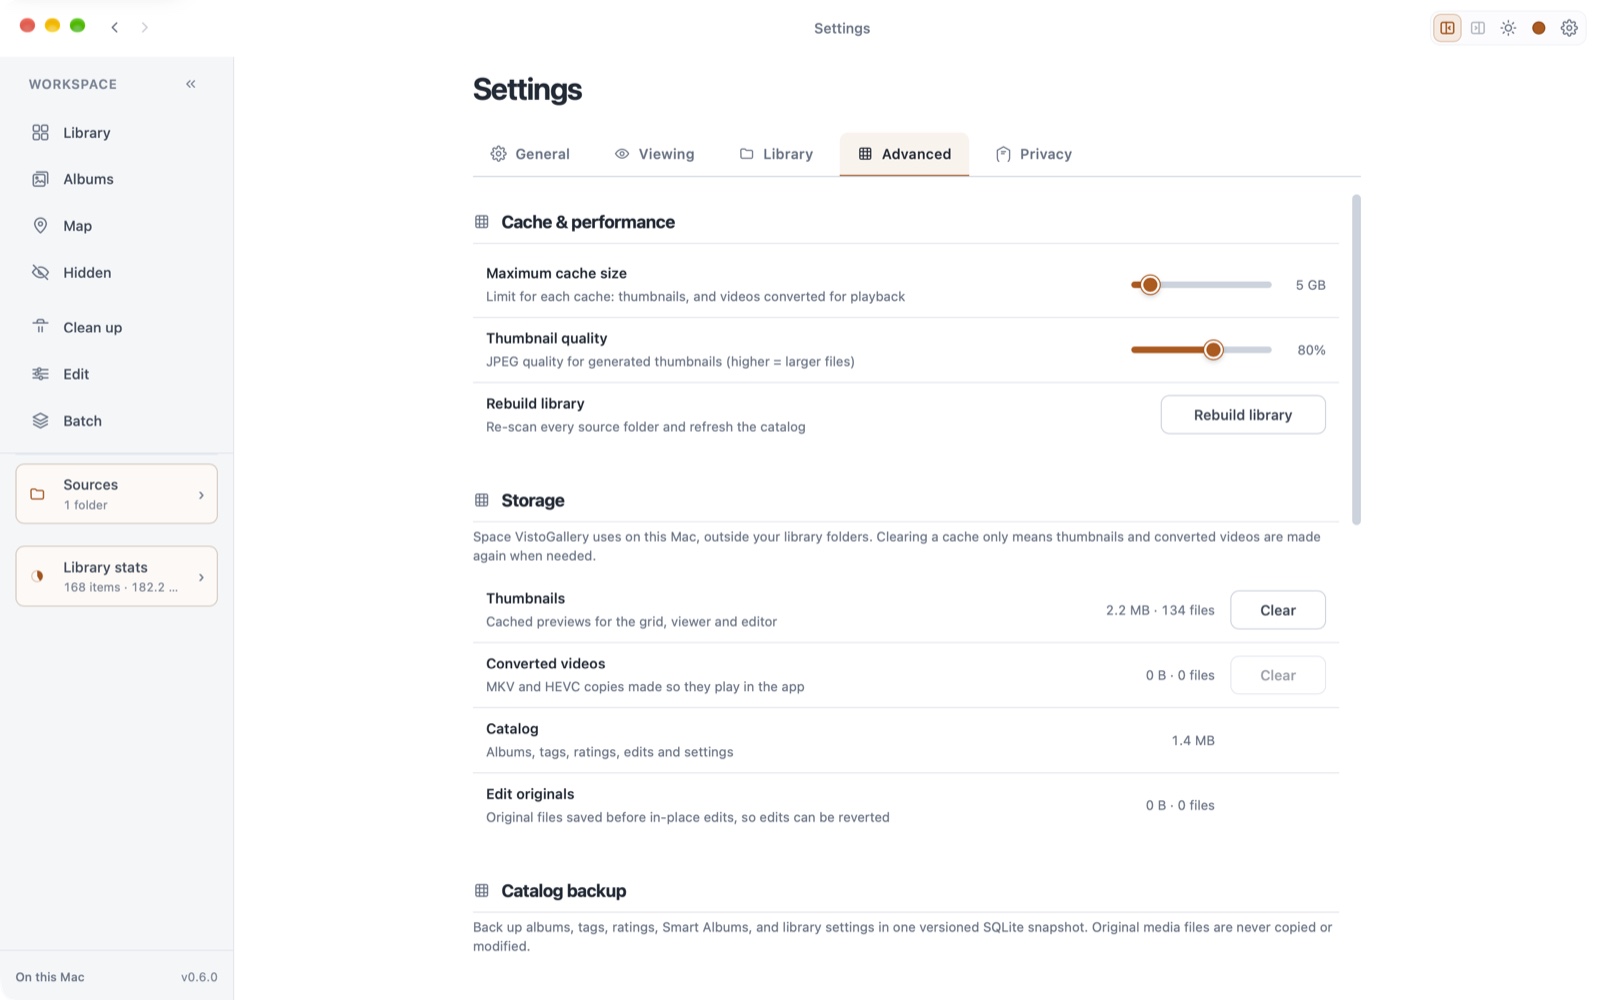 Settings
WORKSPACE
Library
Albums
Map
Hidden
Clean up
Edit
Batch
Sources
1 folder
Library stats
168 items · 182.2 ...
On this Mac
v0.6.0
Settings
General
Viewing
Library
Advanced
Privacy
Cache & performance
Maximum cache size
Limit for each cache: thumbnails, and videos converted for playback
5 GB
Thumbnail quality
JPEG quality for generated thumbnails (higher = larger files)
80%
Rebuild library
Re-scan every source folder and refresh the catalog
Rebuild library
Storage
Space VistoGallery uses on this Mac, outside your library folders. Clearing a cache only means thumbnails and converted videos are made
again when needed.
Thumbnails
Cached previews for the grid, viewer and editor
2.2 MB · 134 files
Clear
Converted videos
MKV and HEVC copies made so they play in the app
0 B · 0 files
Clear
Catalog
Albums, tags, ratings, edits and settings
1.4 MB
Edit originals
Original files saved before in-place edits, so edits can be reverted
0 B · 0 files
Catalog backup
Back up albums, tags, ratings, Smart Albums, and library settings in one versioned SQLite snapshot. Original media files are never copied or
modified.